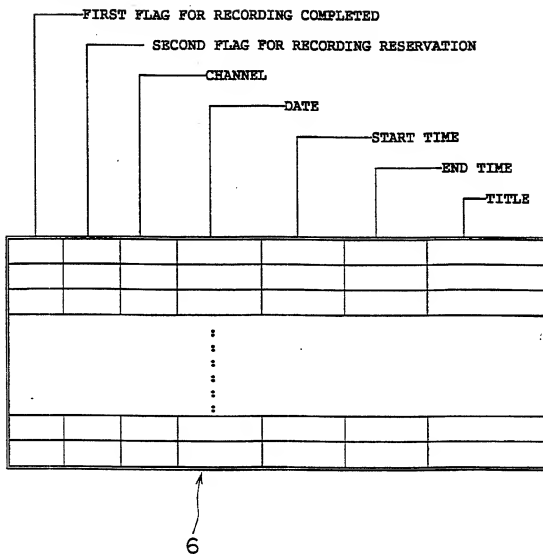 FIRST FLAG FOR RECORDING COMPLETED
SECOND FLAG FOR RECORDING RESERVATION
CHANNEL
DATE
START TIME
END TIME
TITLE
6